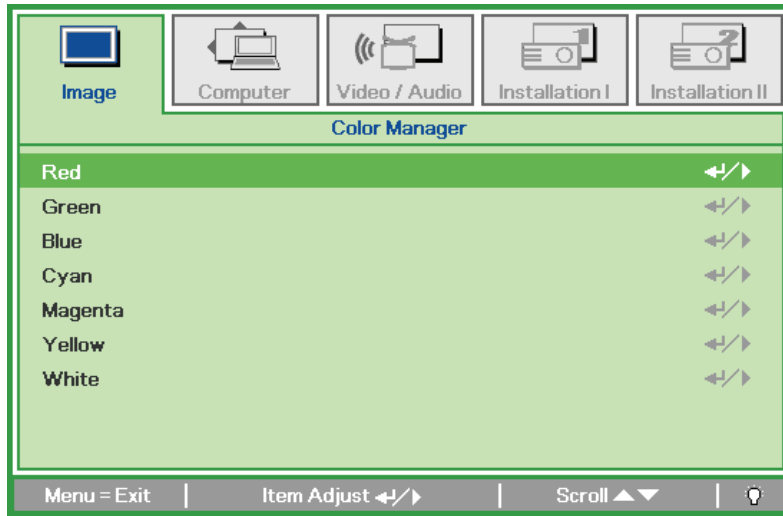 Image Computer Video / Audio Installation I Installation II
Color Manager
Red
Green
Blue
Cyan
Magenta
Yellow
White
Menu = Exit Item Adjust ↵/▶ Scroll ▲▼